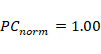 PC_norm = 1.00